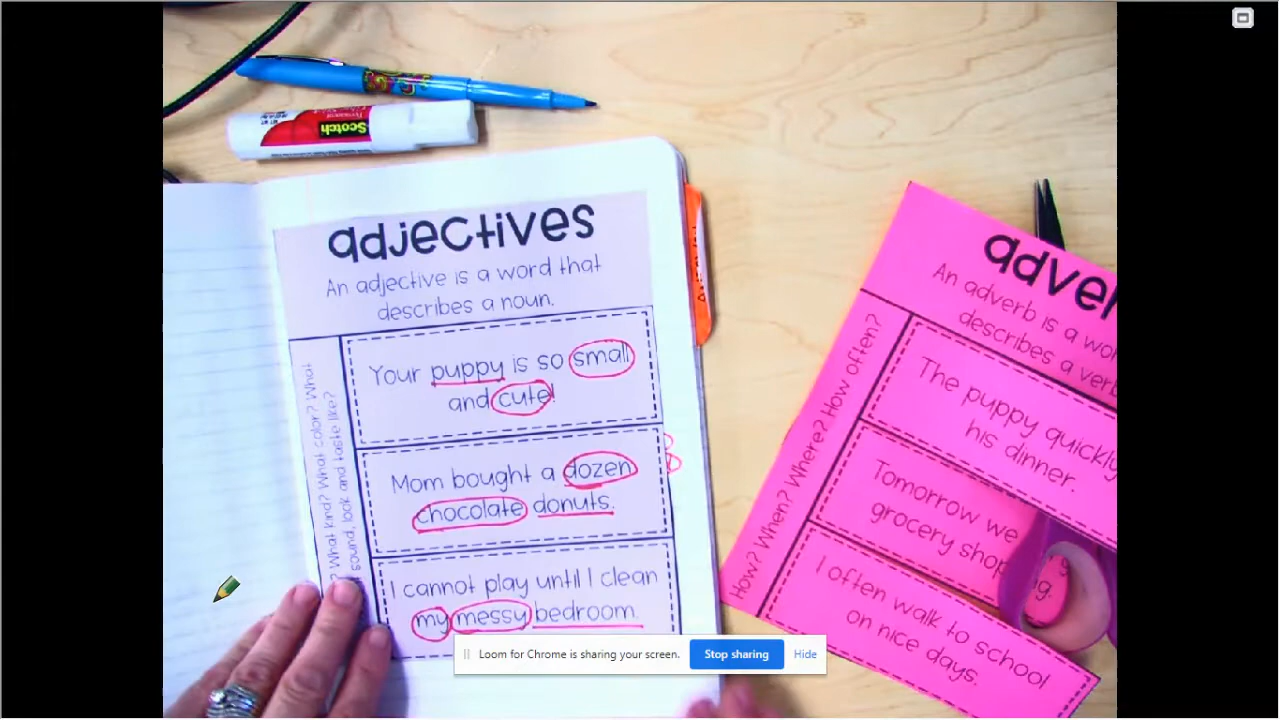 Scotch
adjectives
An adjective is a word that
describes a noun.
? What kind? What color? What
sound, look and taste like?
Your puppy is so small
and cute!
Mom bought a dozen
chocolate donuts.
I cannot play until I clean
my messy bedroom.
adver
An adverb is a wo
describes a verb
How? When? Where? How often?
The puppy quickly
his dinner.
Tomorrow we
grocery shop
g.
I often walk to school
on nice days.
Loom for Chrome is sharing your screen.
Stop sharing
Hide